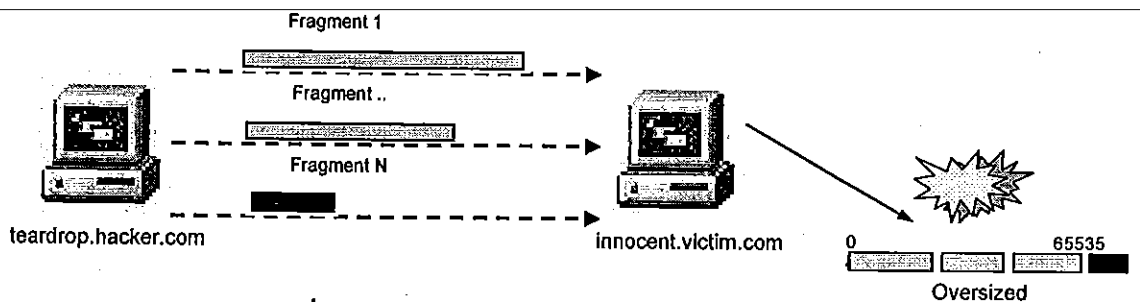 Fragment 1
Fragment ..
Fragment N
teardrop.hacker.com
innocent.victim.com
0 65535
Oversized